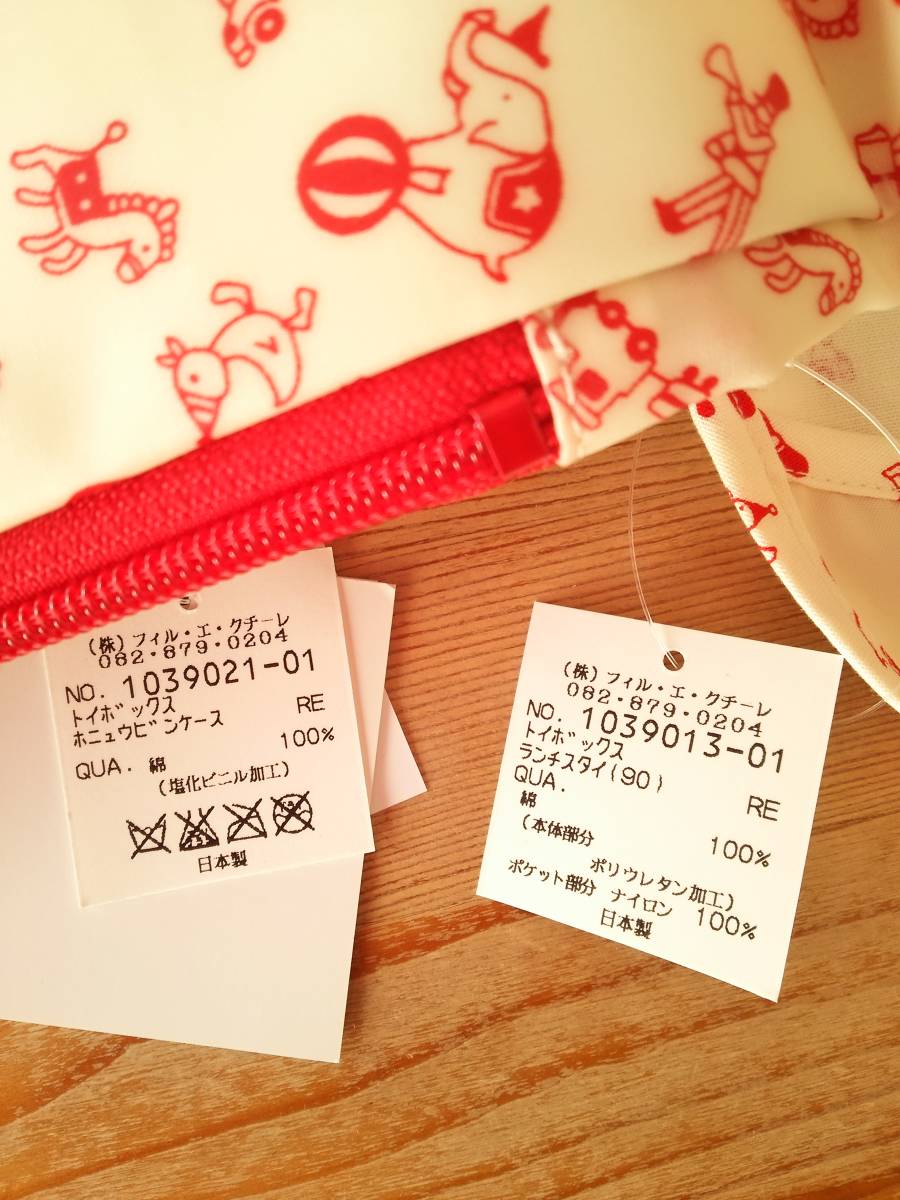 (株)フィル・エ・クチーレ
082・879・0204
NO. 1039021-01
トイボックス RE
ホニュウビンケース
QUA. 綿 100%
(塩化ビニル加工)
日本製
(株)フィル・エ・クチーレ
082・879・0204
NO. 1039013-01
トイボックス
ランチスタイ(90)
QUA. RE
綿
(本体部分 100%
ポリウレタン加工)
ポケット部分 ナイロン 100%
日本製